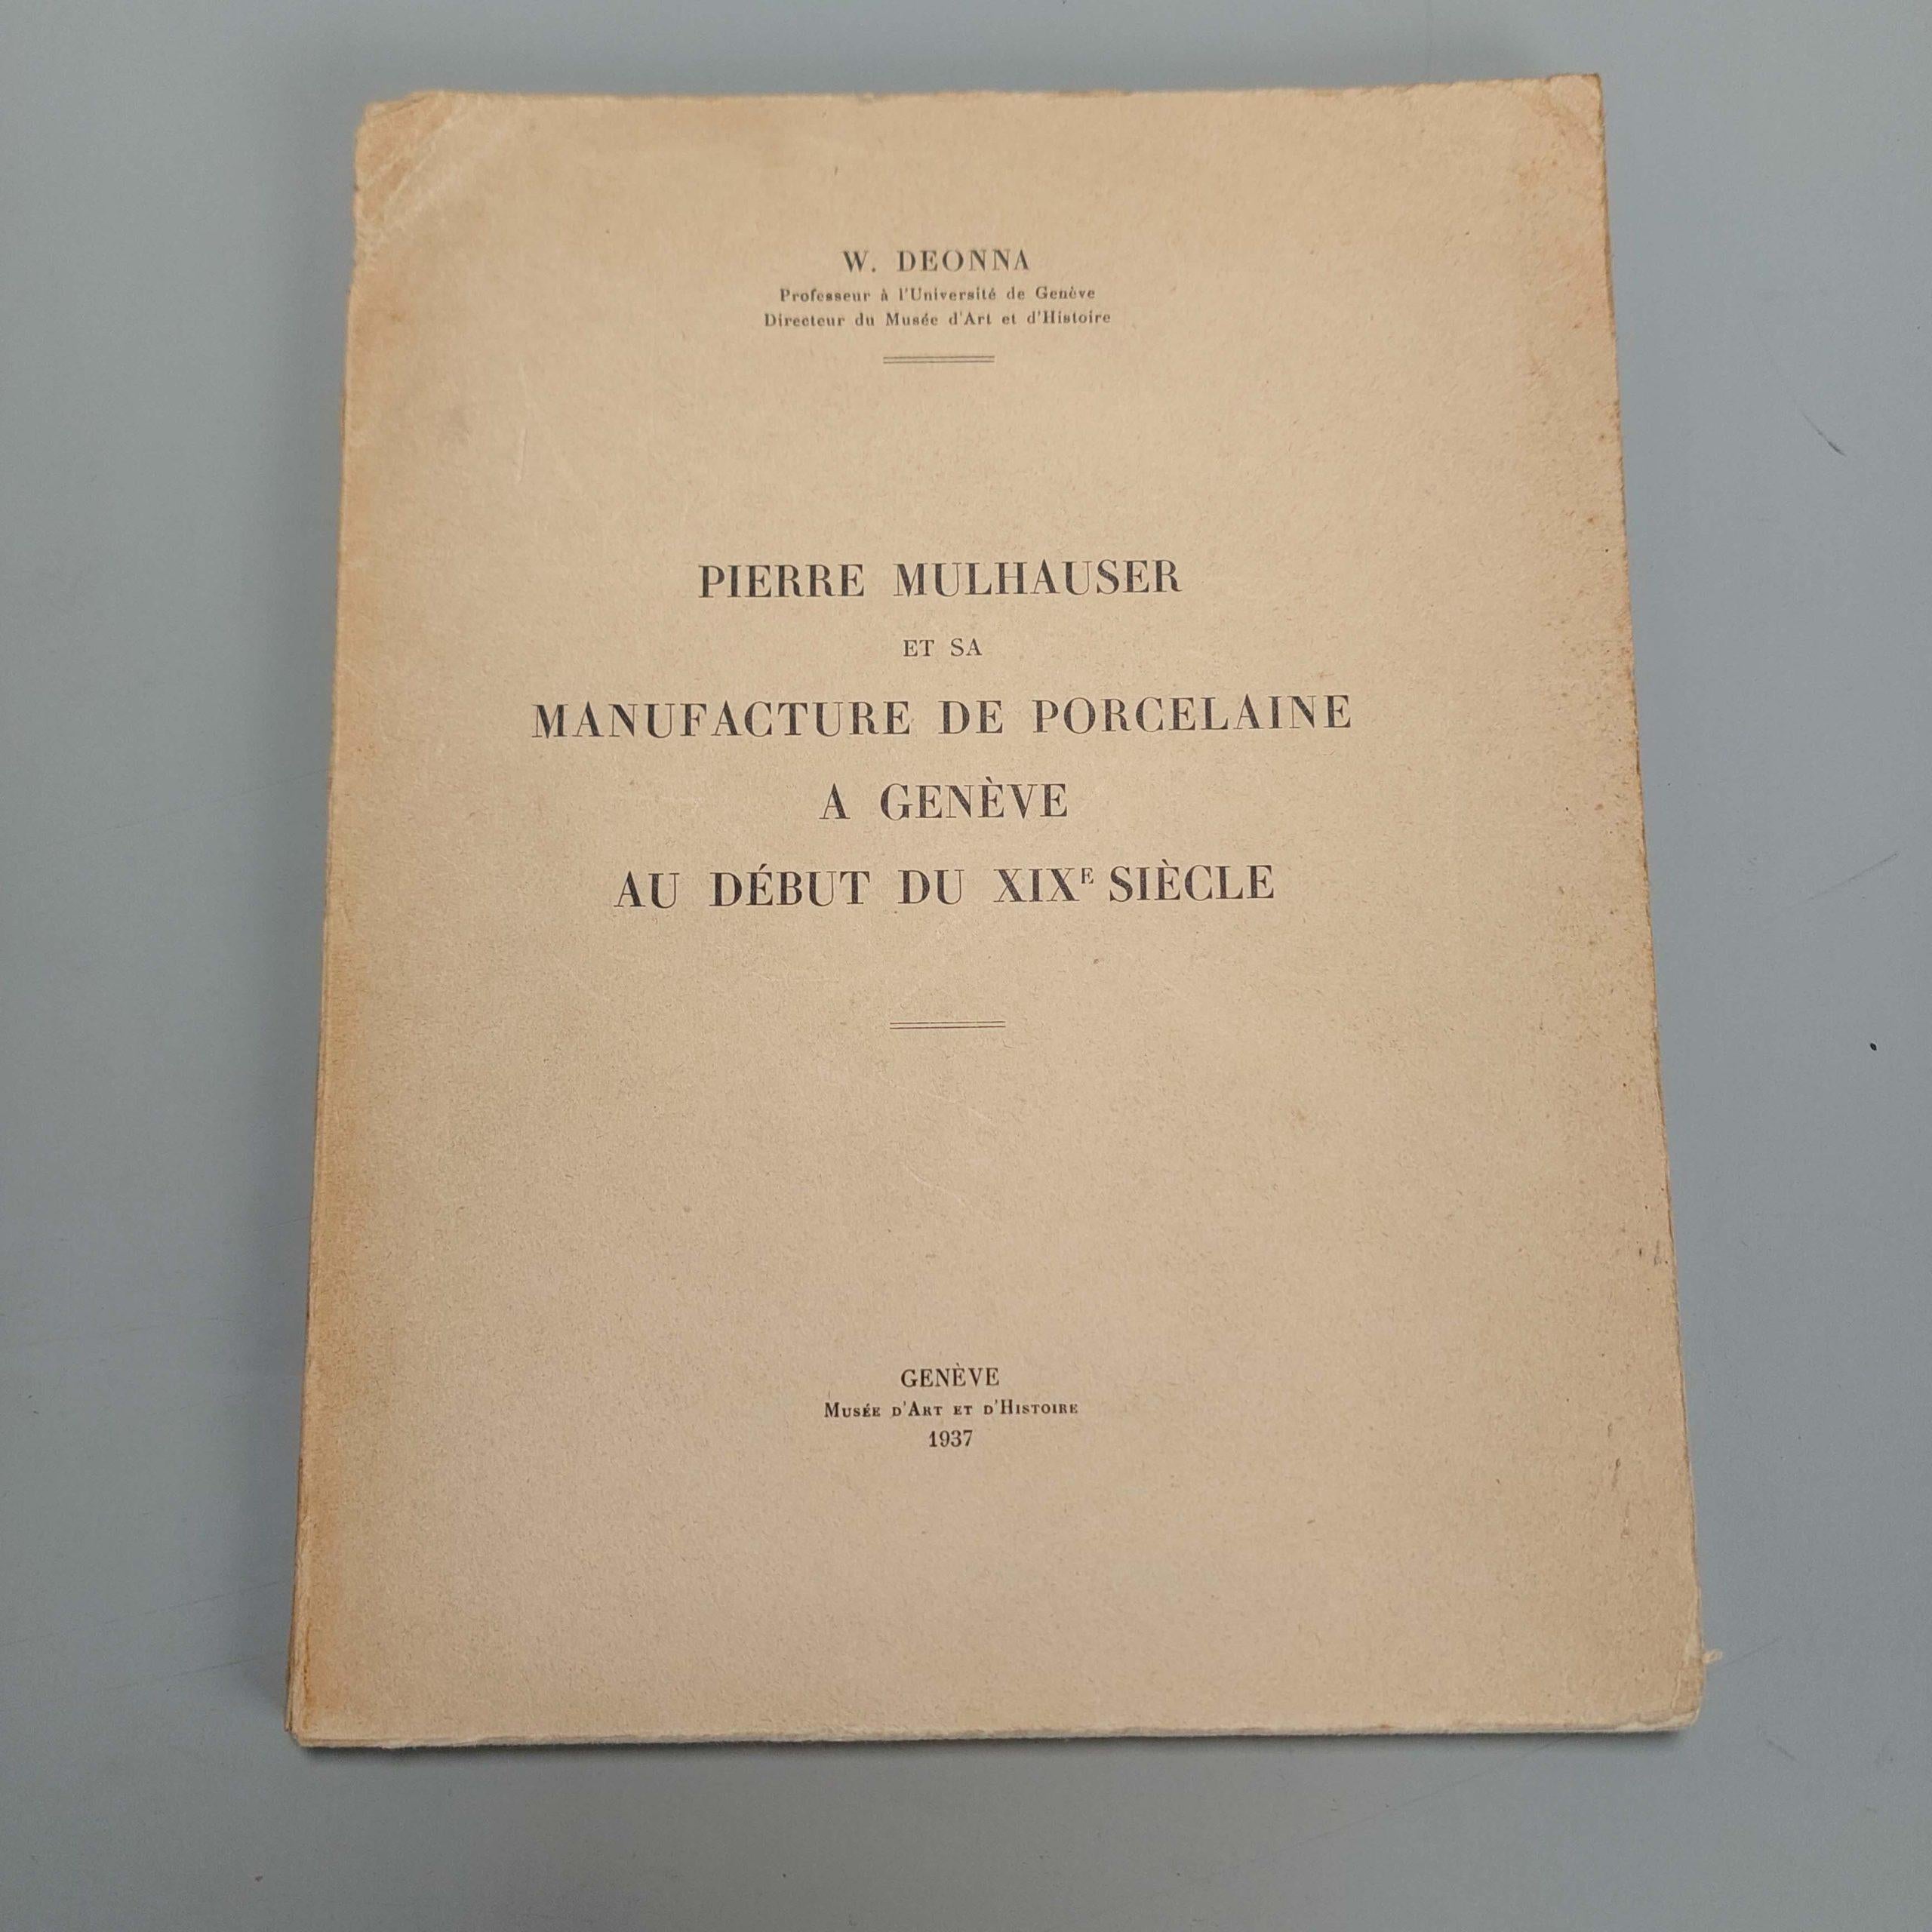 W. DEONNA
Professeur à l'Université de Genève
Directeur du Musée d'Art et d'Histoire
PIERRE MULHAUSER
ET SA
MANUFACTURE DE PORCELAINE
A GENÈVE
AU DÉBUT DU XIXE SIÈCLE
GENÈVE
MUSÉE D'ART ET D'HISTOIRE
1937